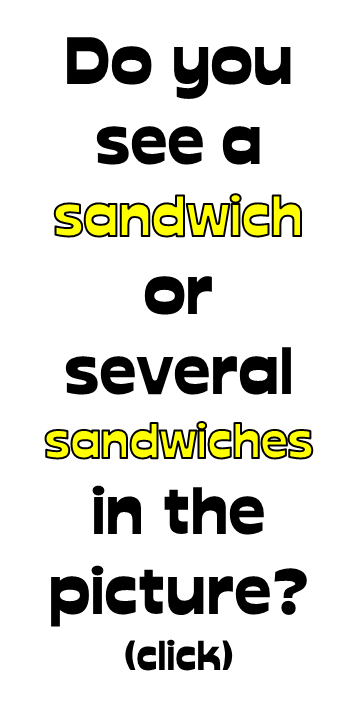 Do you
see a
sandwich
or
several
sandwiches
in the
picture?
(click)